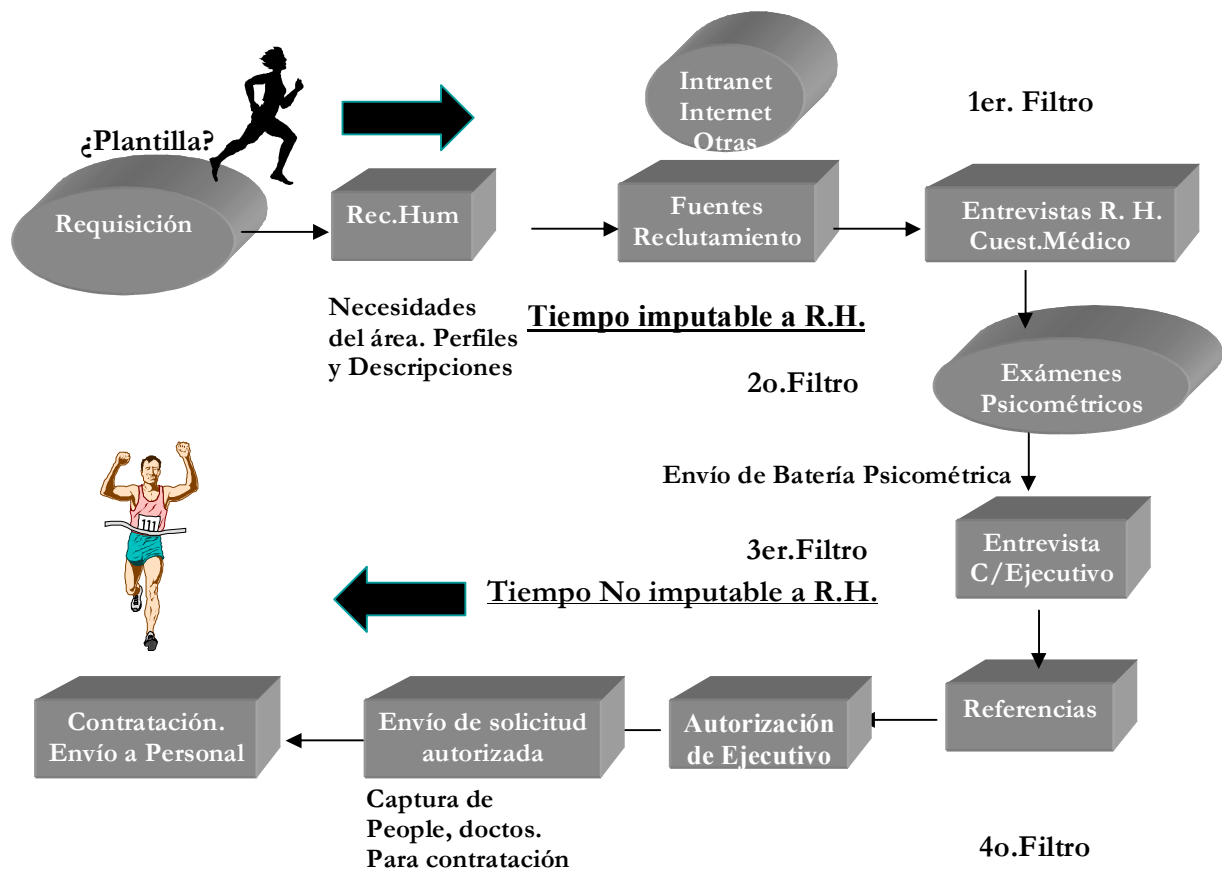 ¿Plantilla?
Requisición
Rec.Hum
Necesidades
del área. Perfiles
y Descripciones
Intranet
Internet
Otras
Fuentes
Reclutamiento
1er. Filtro
Entrevistas R. H.
Cuest.Médico
Tiempo imputable a R.H.
2o.Filtro
Exámenes
Psicométricos
Envío de Batería Psicométrica
111
3er.Filtro
Entrevista
C/Ejecutivo
Tiempo No imputable a R.H.
Referencias
Autorización
de Ejecutivo
Envío de solicitud
autorizada
Contratación.
Envío a Personal
Captura de
People, doctos.
Para contratación
4o.Filtro